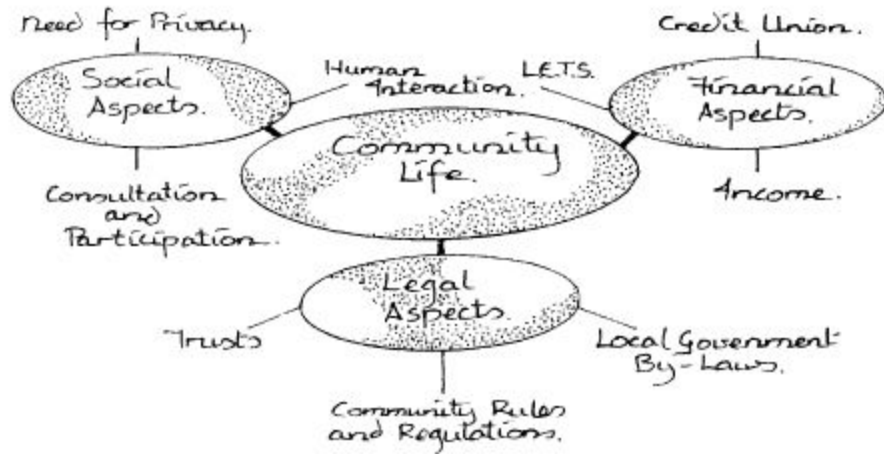 Need for Privacy.
Social
Aspects.
Human
Interaction.
Consultation
and
Participation.
Community
Life.
L.E.T.S.
Credit Union.
Financial
Aspects.
Income.
Legal
Aspects.
Trusts
Community Rules
and Regulations.
Local Government
By-Laws.